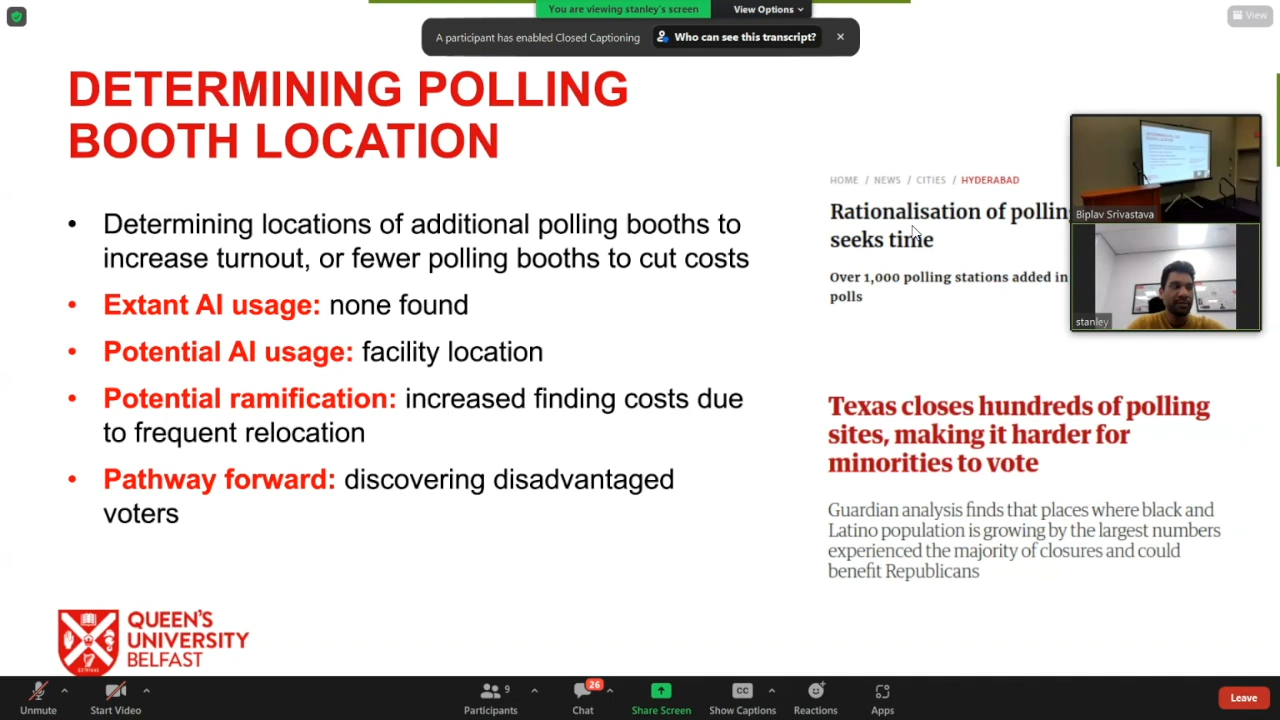 You are viewing stanley's screen
View Options
View
A participant has enabled Closed Captioning
Who can see this transcript?
DETERMINING POLLING
BOOTH LOCATION
• Determining locations of additional polling booths to
increase turnout, or fewer polling booths to cut costs
• Extant AI usage: none found
• Potential AI usage: facility location
• Potential ramification: increased finding costs due
to frequent relocation
• Pathway forward: discovering disadvantaged
voters
HOME / NEWS / CITIES / HYDERABAD
Rationalisation of pollin
seeks time
Over 1,000 polling stations added in
polls
Biplav Srivastava
stanley
Texas closes hundreds of polling
sites, making it harder for
minorities to vote
Guardian analysis finds that places where black and
Latino population is growing by the largest numbers
experienced the majority of closures and could
benefit Republicans
QUEEN'S
UNIVERSITY
BELFAST
Unmute
Start Video
9
Participants
26
Chat
Share Screen
CC
Show Captions
Reactions
Apps
Leave